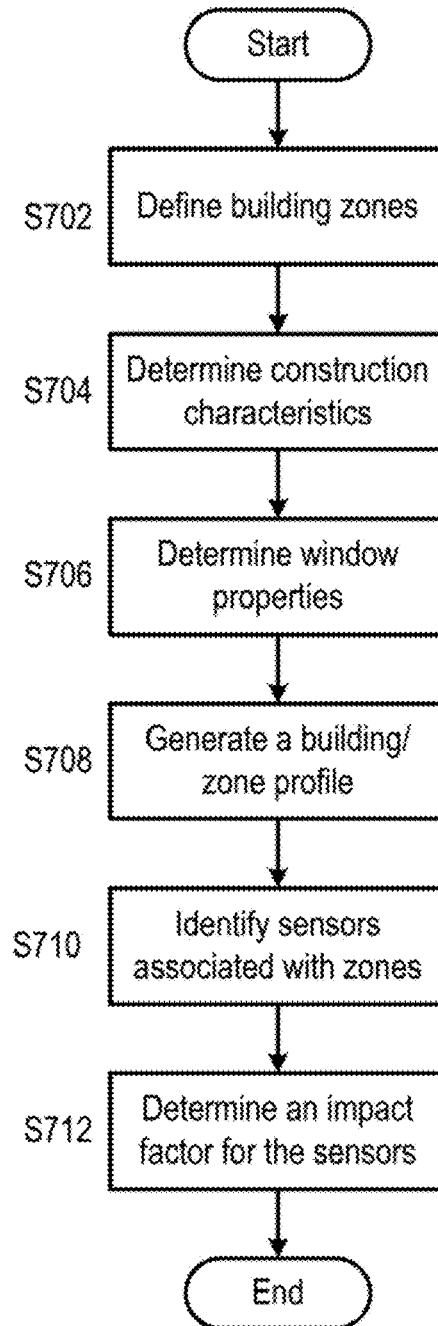 Start
S702
Define building zones
S704
Determine construction
characteristics
S706
Determine window
properties
S708
Generate a building/
zone profile
S710
Identify sensors
associated with zones
S712
Determine an impact
factor for the sensors
End